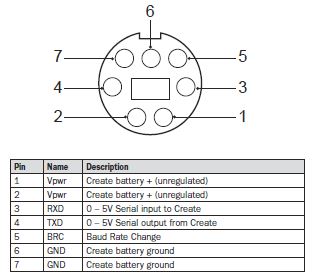 6
7 5
4 3
2 1
Pin Name Description
1 Vpwr Create battery + (unregulated)
2 Vpwr Create battery + (unregulated)
3 RXD 0 – 5V Serial input to Create
4 TXD 0 – 5V Serial output from Create
5 BRC Baud Rate Change
6 GND Create battery ground
7 GND Create battery ground